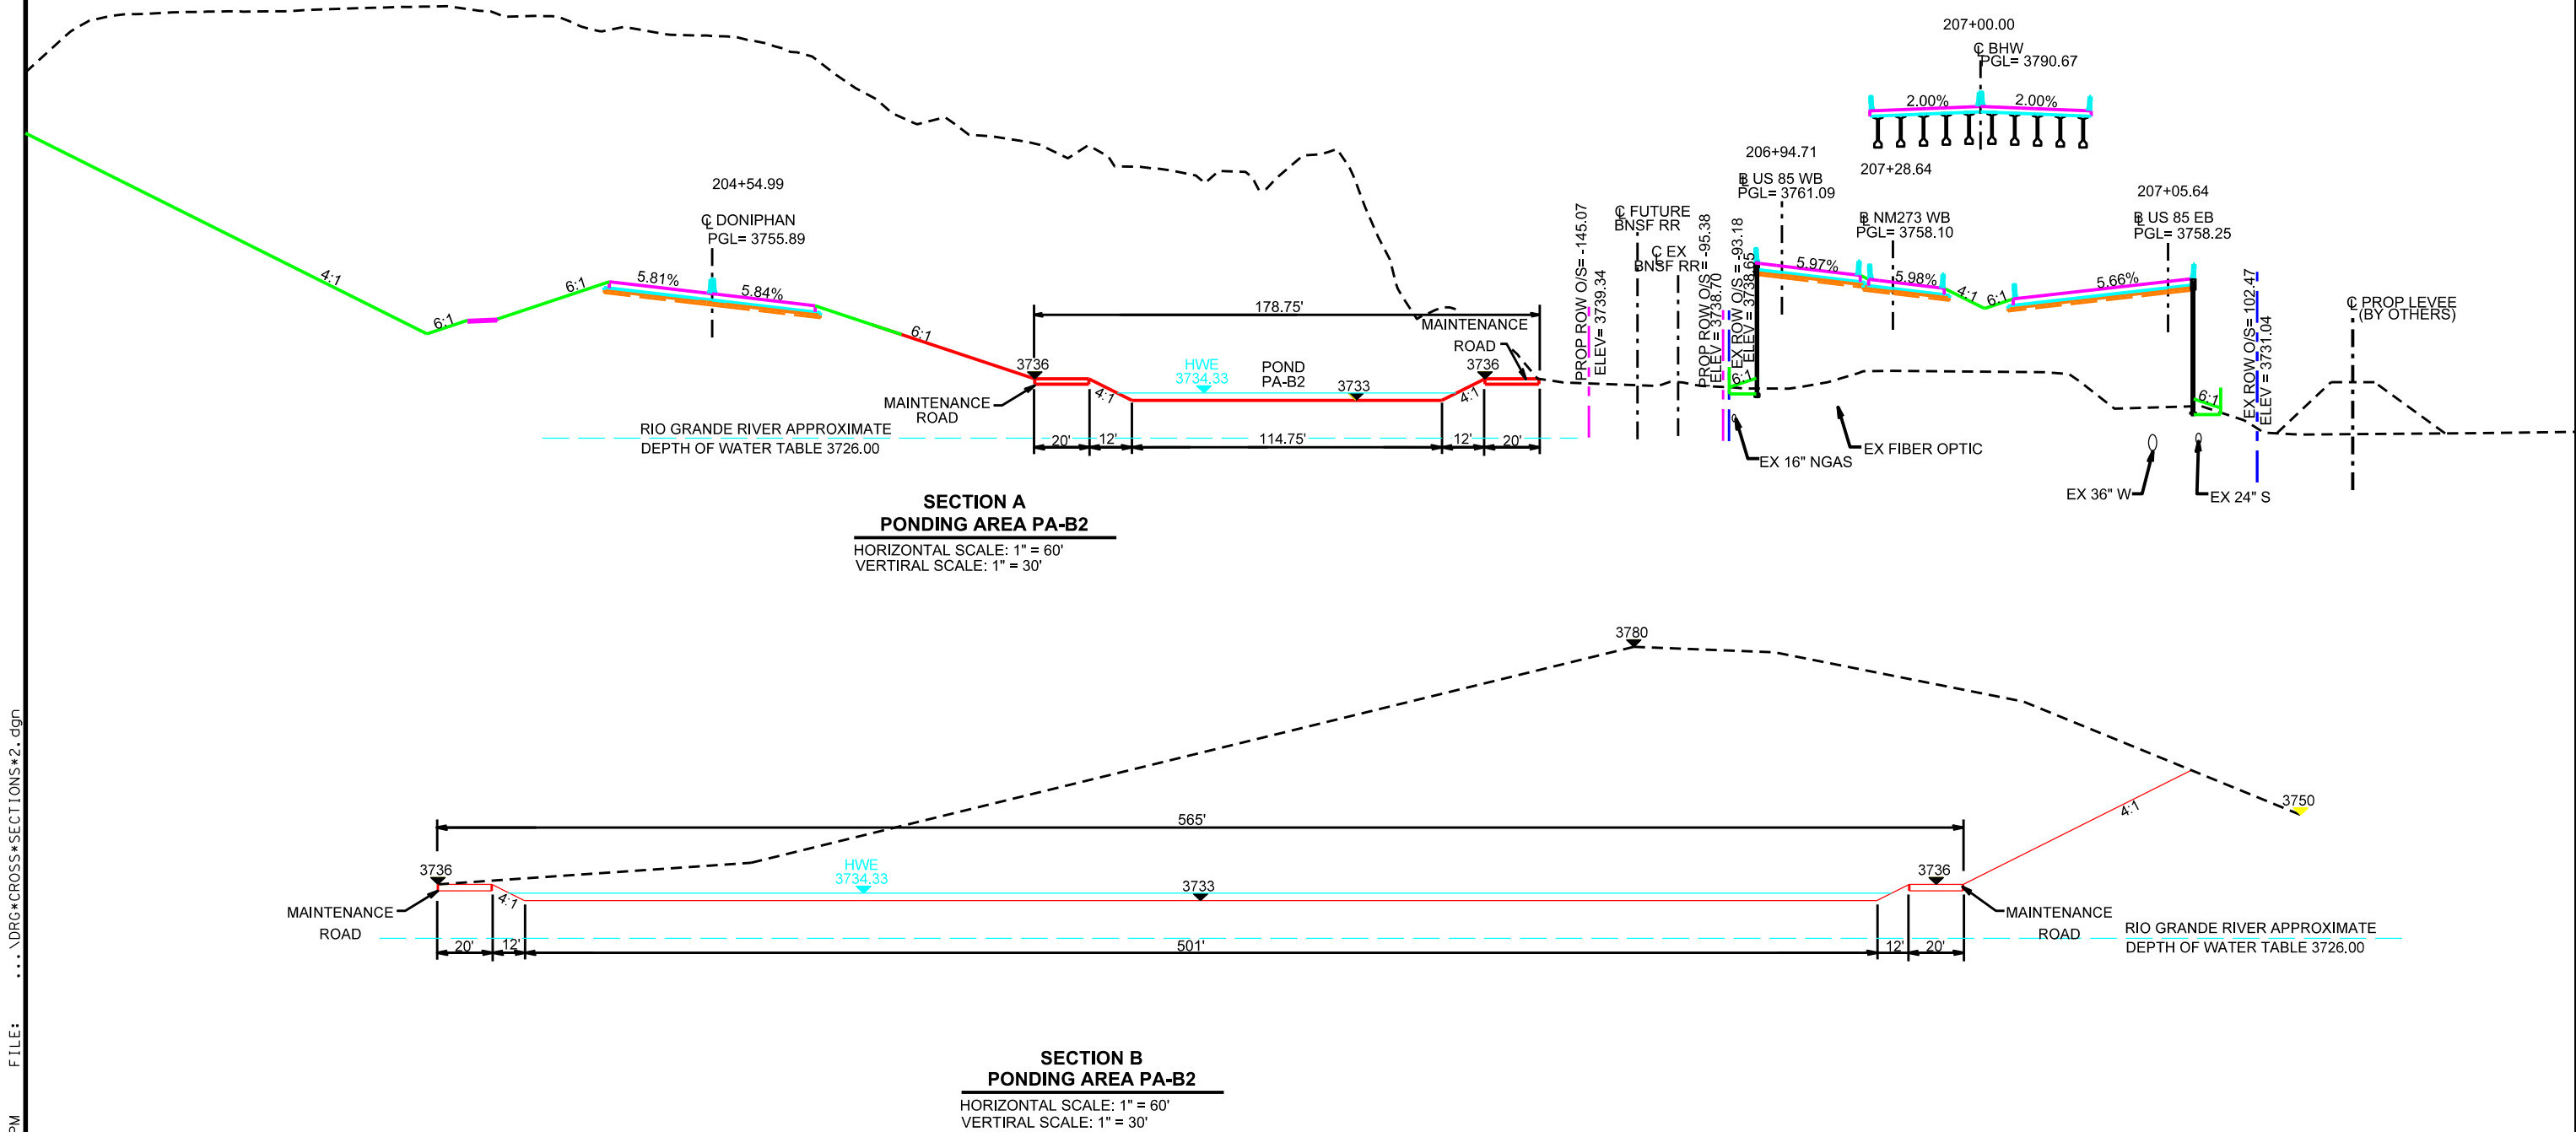 207+00.00
℄ BHW
PGL= 3790.67
2.00%
2.00%
206+94.71
207+28.64
℄ US 85 WB
PGL= 3761.09
204+54.99
207+05.64
℄ DONIPHAN
PGL= 3755.89
℄ FUTURE
BNSF RR
℄ EX
BNSF RR
℄ NM273 WB
PGL= 3758.10
℄ US 85 EB
PGL= 3758.25
PROP ROW O/S= -145.07
ELEV= 3739.34
PROP ROW O/S= -95.38
ELEV= 3738.70
EX ROW O/S = -93.18
ELEV = 3738.65
EX ROW O/S= 102.47
ELEV = 3731.04
℄ PROP LEVEE
(BY OTHERS)
4:1
6:1
6:1
5.81%
5.84%
6:1
5.97%
5.98%
4:1
6:1
5.66%
178.75'
MAINTENANCE
ROAD
3736
HWE
3734.33
POND
PA-B2
3733
3736
4:1
4:1
6:1
6:1
MAINTENANCE
ROAD
RIO GRANDE RIVER APPROXIMATE
DEPTH OF WATER TABLE 3726.00
20'
12'
114.75'
12'
20'
EX 16" NGAS
EX FIBER OPTIC
EX 36" W
EX 24" S
SECTION A
PONDING AREA PA-B2
HORIZONTAL SCALE: 1" = 60'
VERTIRAL SCALE: 1" = 30'
3780
3750
4:1
565'
3736
HWE
3734.33
3733
3736
4:1
MAINTENANCE
ROAD
MAINTENANCE
ROAD
RIO GRANDE RIVER APPROXIMATE
DEPTH OF WATER TABLE 3726.00
20'
12'
501'
12'
20'
SECTION B
PONDING AREA PA-B2
HORIZONTAL SCALE: 1" = 60'
VERTIRAL SCALE: 1" = 30'
PM FILE: ...\DRG*CROSS*SECTIONS*2.dgn